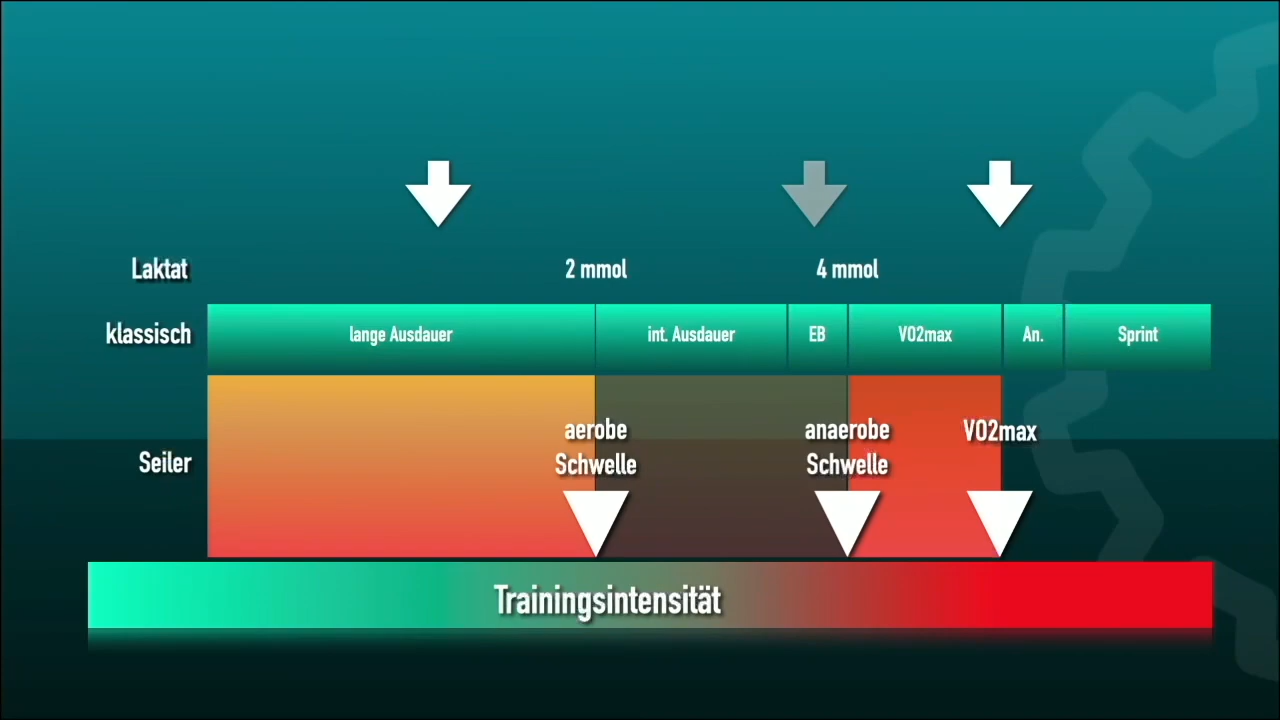 Laktat 2 mmol 4 mmol
klassisch lange Ausdauer int. Ausdauer EB VO2max An. Sprint
aerobe anaerobe VO2max
Seiler Schwelle Schwelle
Trainingsintensität